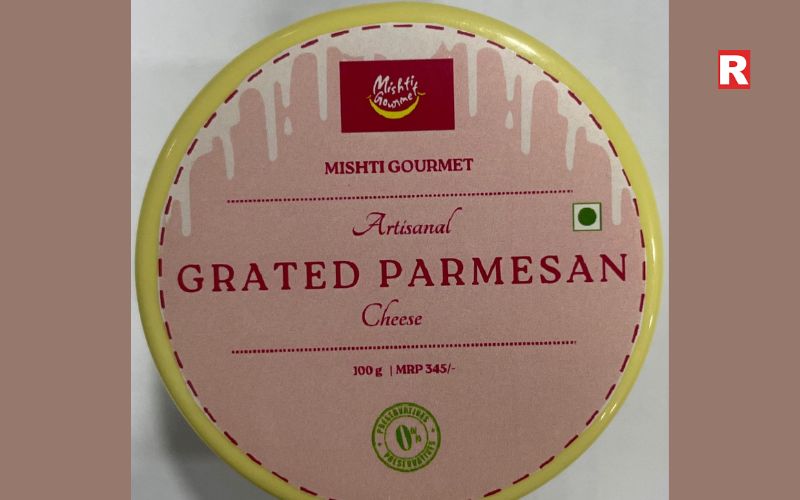 R
Mishti
Gourmet
MISHTI GOURMET
Artisanal
GRATED PARMESAN
Cheese
100 g | MRP 345/-
PRESERVATIVES
0%
PRESERVATIVES